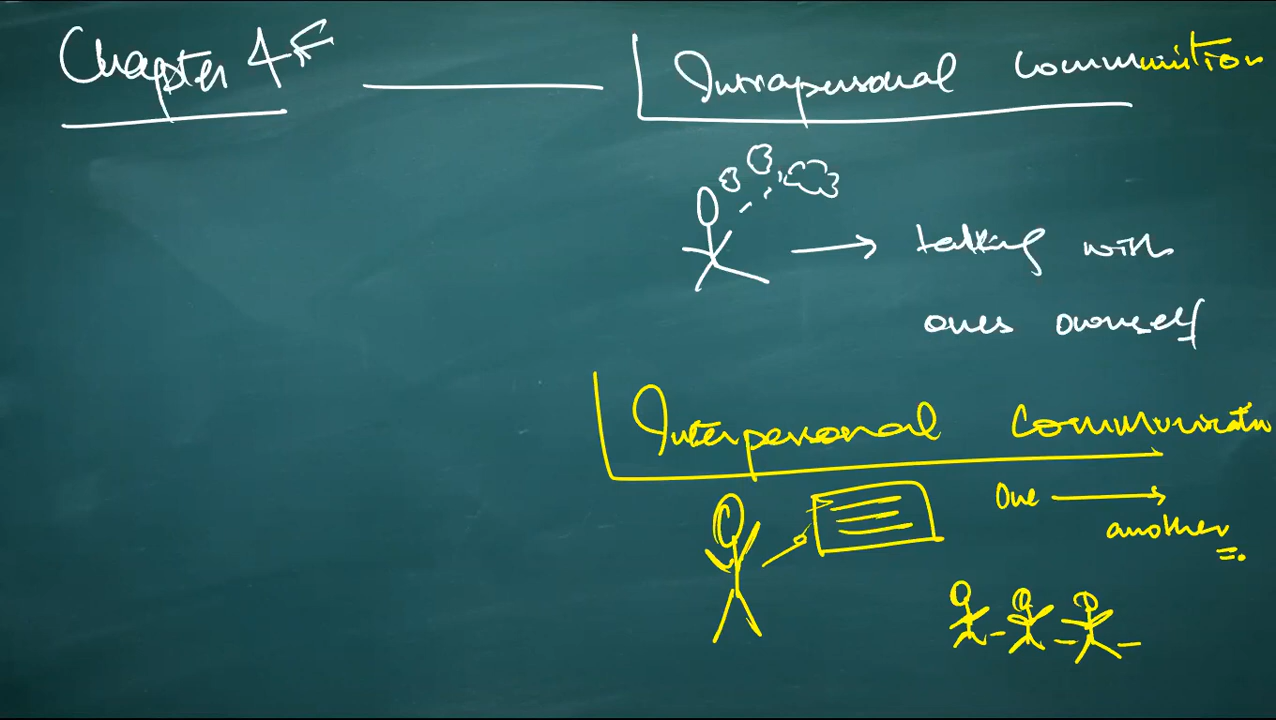 Chapter 4F
Intrapersonal Communition
talking with
ones ownself
Interpersonal Communication
One
another